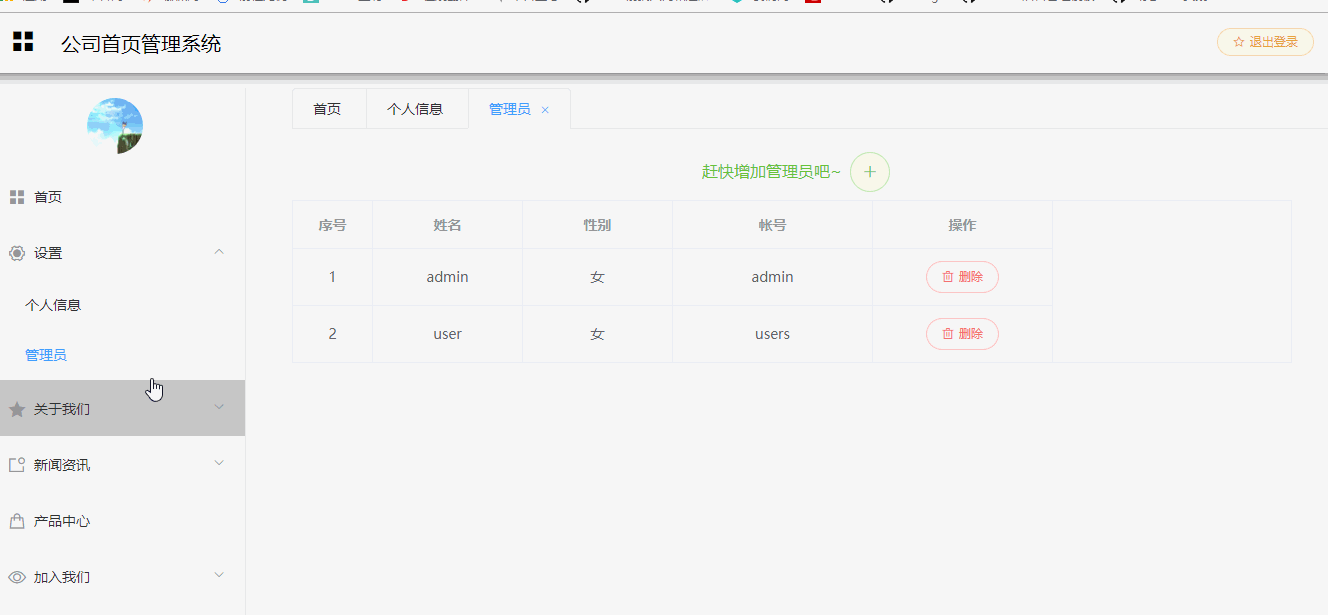 公司首页管理系统
退出登录
首页 个人信息 管理员
首页
设置
个人信息
管理员
关于我们
新闻资讯
产品中心
加入我们
赶快增加管理员吧~
序号 姓名 性别 帐号 操作
1 admin 女 admin 删除
2 user 女 users 删除